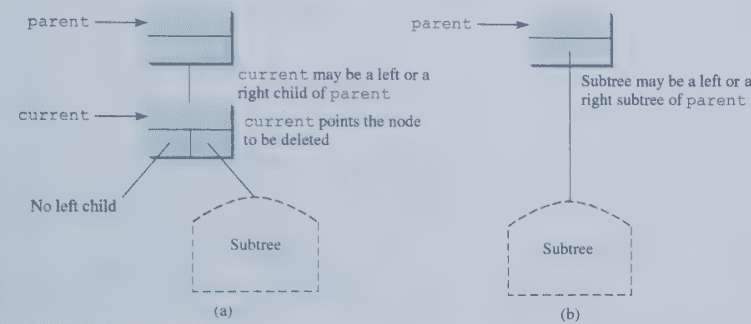 parent
current may be a left or a
right child of parent
current
current points the node
to be deleted
No left child
Subtree
(a)
parent
Subtree may be a left or a
right subtree of parent
Subtree
(b)